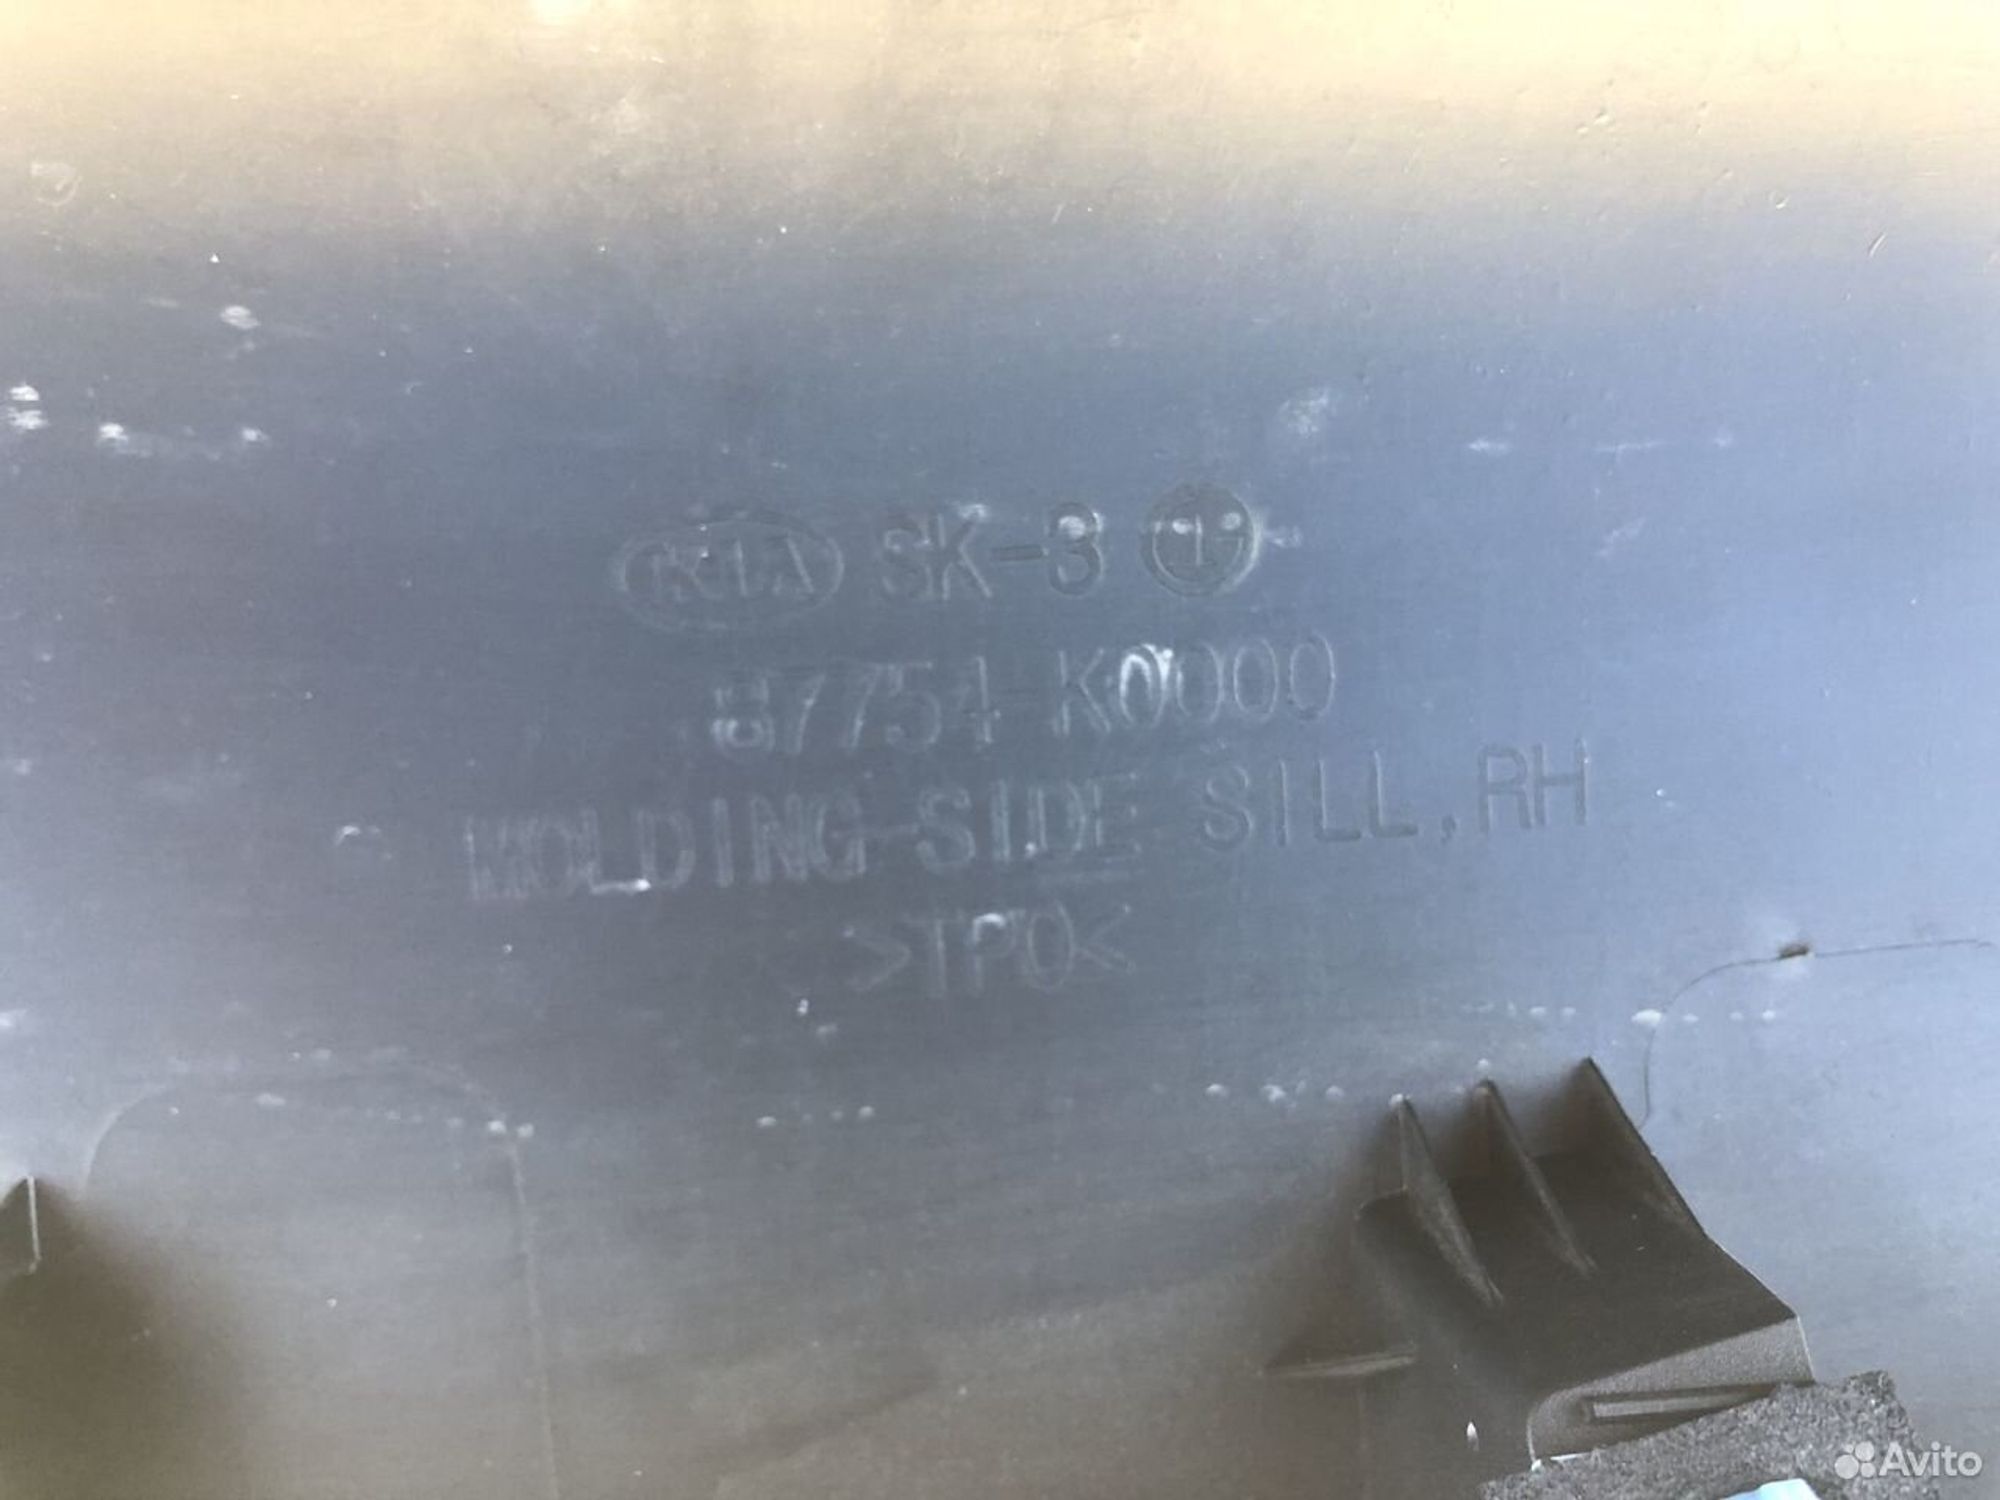 KIA SK-3
87754-K0000
MOLDING-SIDE SILL,RH
>TPO<
Avito